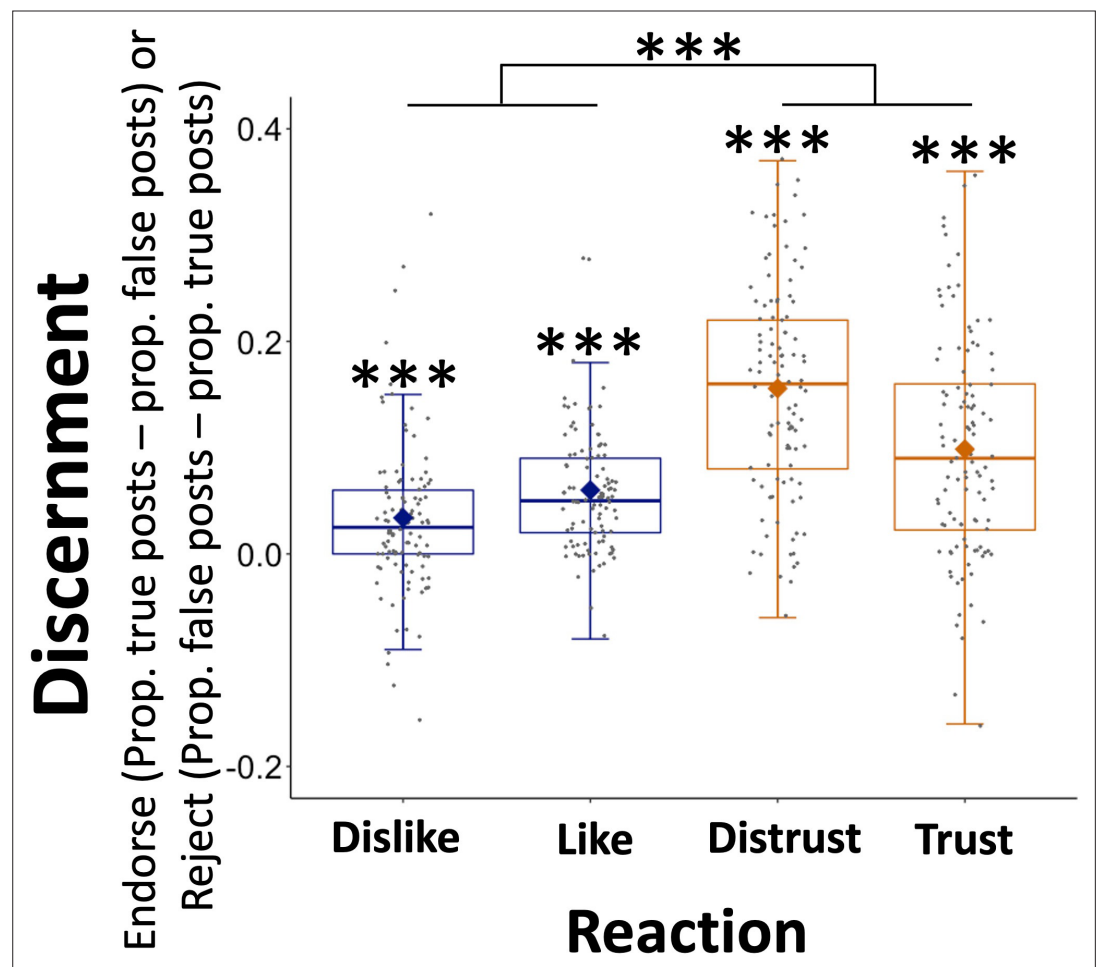 Discernment
Endorse (Prop. true posts – prop. false posts) or
Reject (Prop. false posts – prop. true posts)
***
0.4
0.2
0.0
-0.2
***
***
***
***
Dislike
Like
Distrust
Trust
Reaction